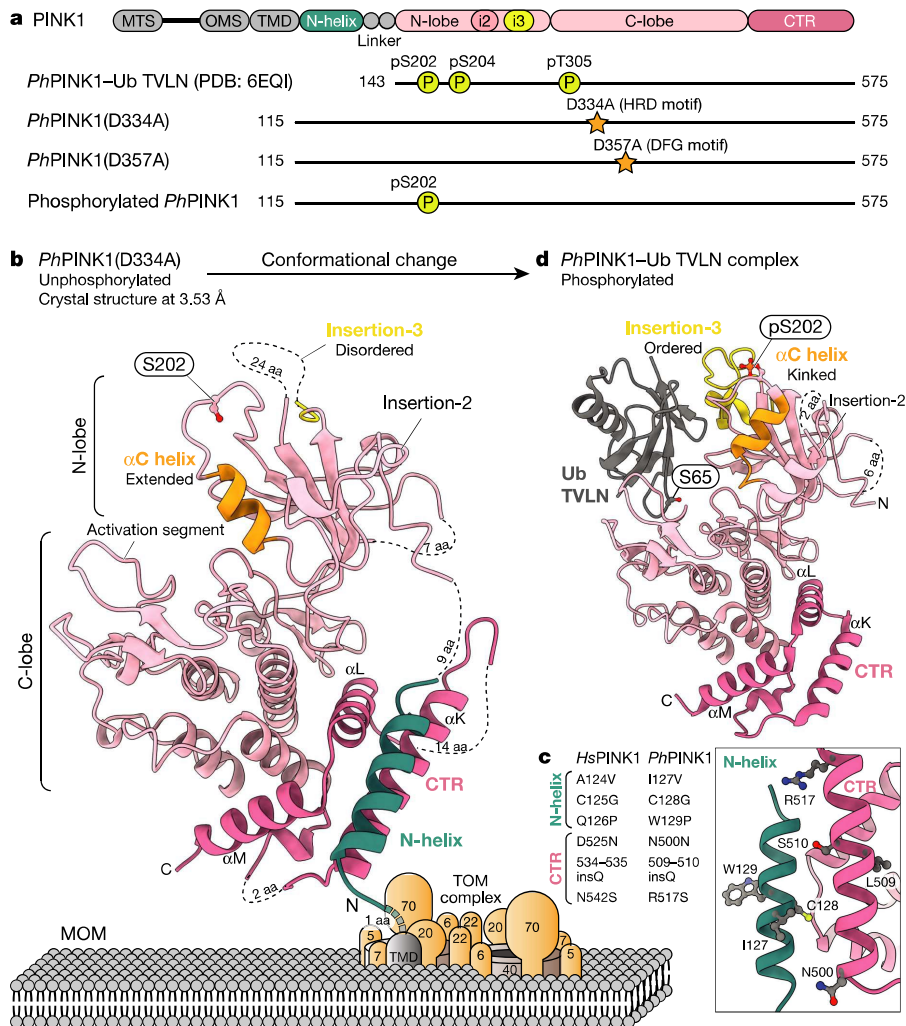 a PINK1 MTS OMS TMD N-helix N-lobe i2 i3 C-lobe CTR
Linker
pS202 pS204 pT305
PhPINK1–Ub TVLN (PDB: 6EQI) 143 P P P 575
D334A (HRD motif)
PhPINK1(D334A) 115 575
D357A (DFG motif)
PhPINK1(D357A) 115 575
pS202
Phosphorylated PhPINK1 115 P 575
b PhPINK1(D334A)
Unphosphorylated
Crystal structure at 3.53 Å
Conformational change
d PhPINK1–Ub TVLN complex
Phosphorylated
Insertion-3
Disordered
24 aa
S202
Insertion-2
N-lobe
αC helix
Extended
Activation segment
7 aa
C-lobe
9 aa
αL
αK
14 aa
CTR
N-helix
αM
C
2 aa
N
1 aa
TOM
complex
MOM
5
7
TMD
70
20
6
22
22
20
6
70
40
7
5
Insertion-3
Ordered
pS202
αC helix
Kinked
2 aa
Insertion-2
6 aa
N
Ub
TVLN
S65
αL
αK
CTR
C
αM
c HsPINK1 PhPINK1
N-helix
A124V I127V
C125G C128G
Q126P W129P
CTR
D525N N500N
534–535 509–510
insQ insQ
N542S R517S
N-helix
CTR
R517
S510
L509
W129
C128
I127
N500